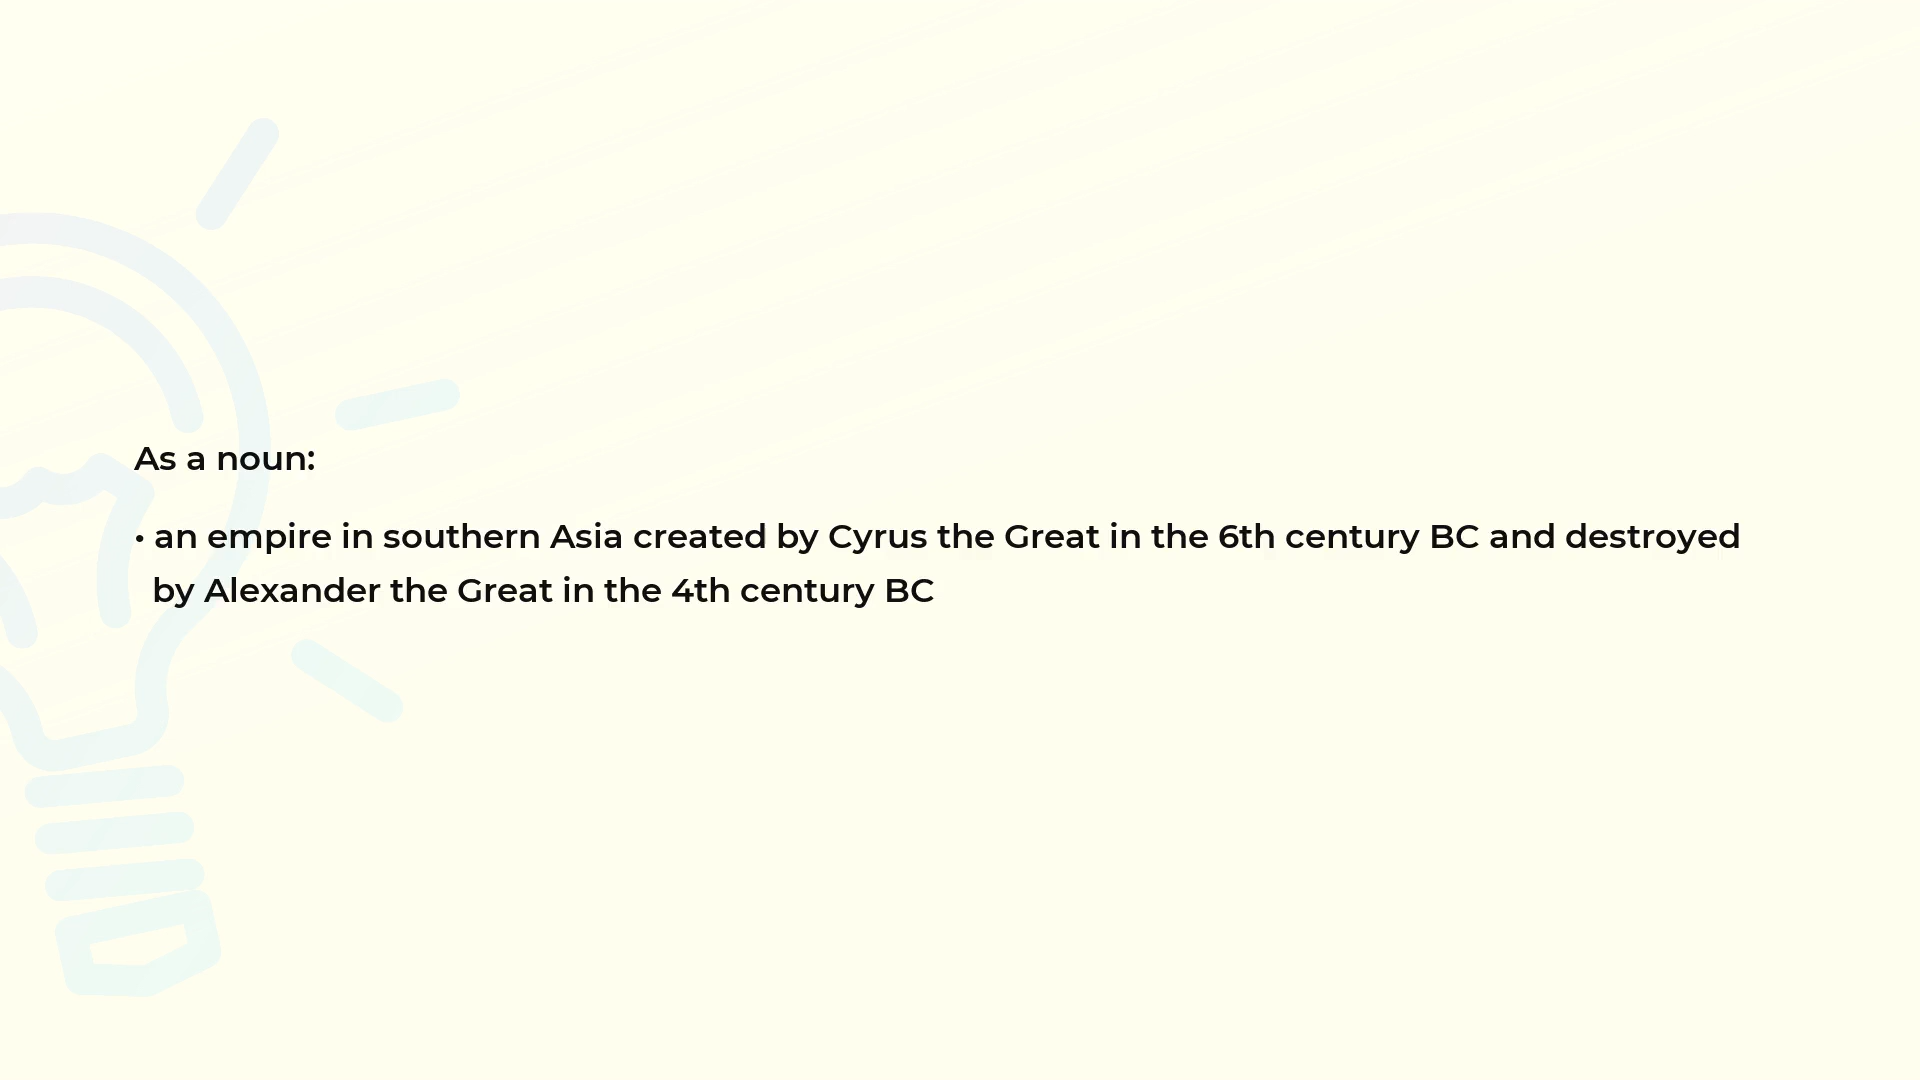 As a noun:
• an empire in southern Asia created by Cyrus the Great in the 6th century BC and destroyed
by Alexander the Great in the 4th century BC